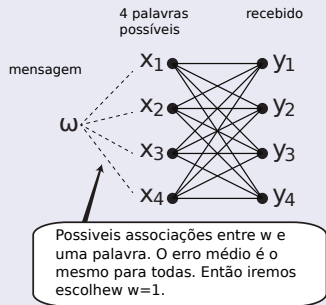 4 palavras
possíveis
recebido
mensagem
x1
y1
x2
y2
ω
x3
y3
x4
y4
Possiveis associações entre w e
uma palavra. O erro médio é o
mesmo para todas. Então iremos
escolhew w=1.